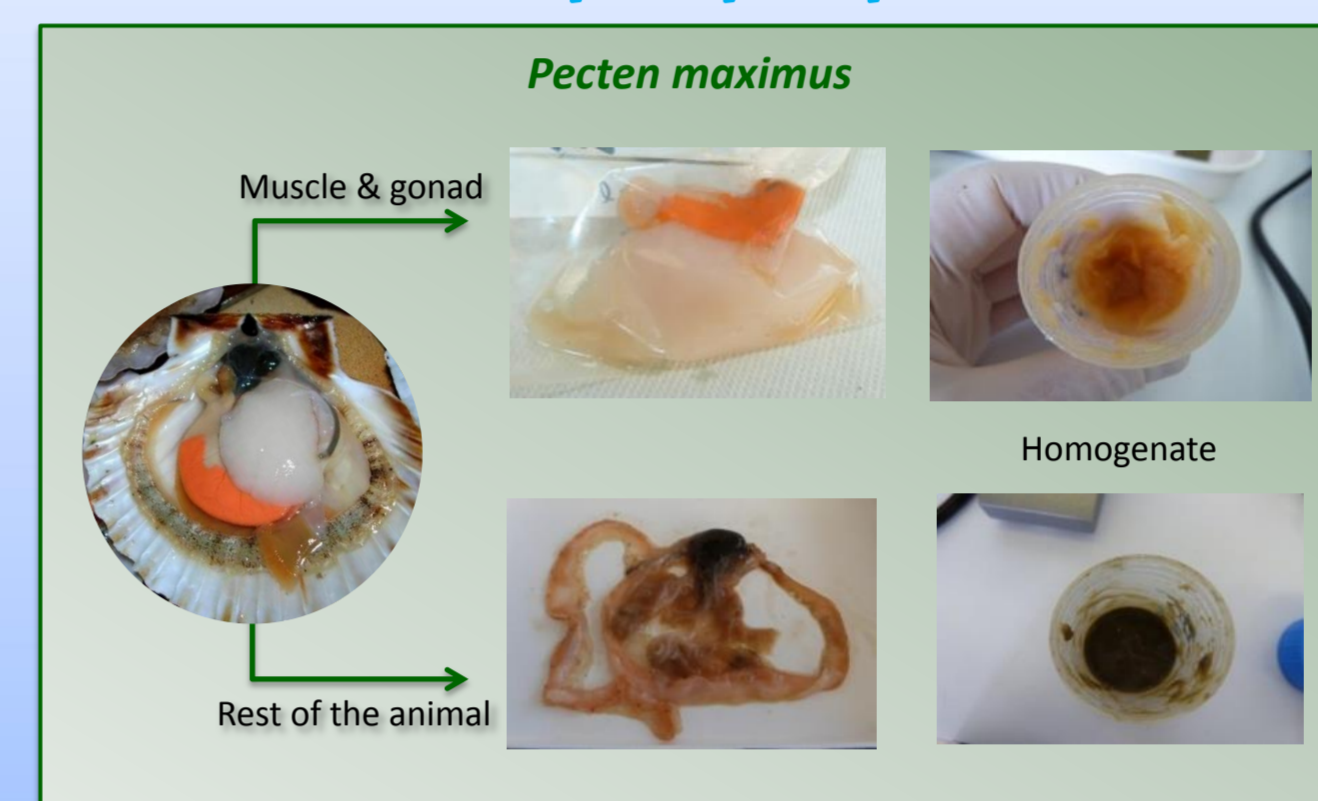 Pecten maximus
Muscle & gonad
Homogenate
Rest of the animal